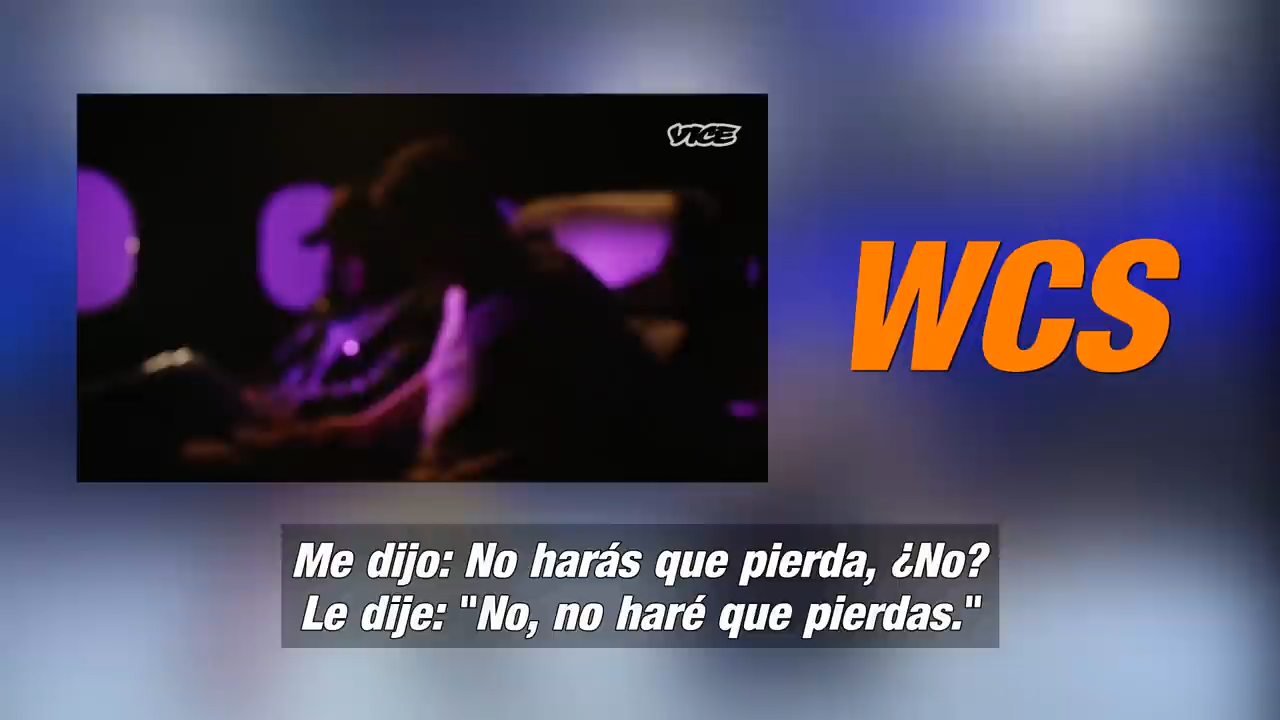 VICE
WCS
Me dijo: No harás que pierda, ¿No?
Le dije: "No, no haré que pierdas."